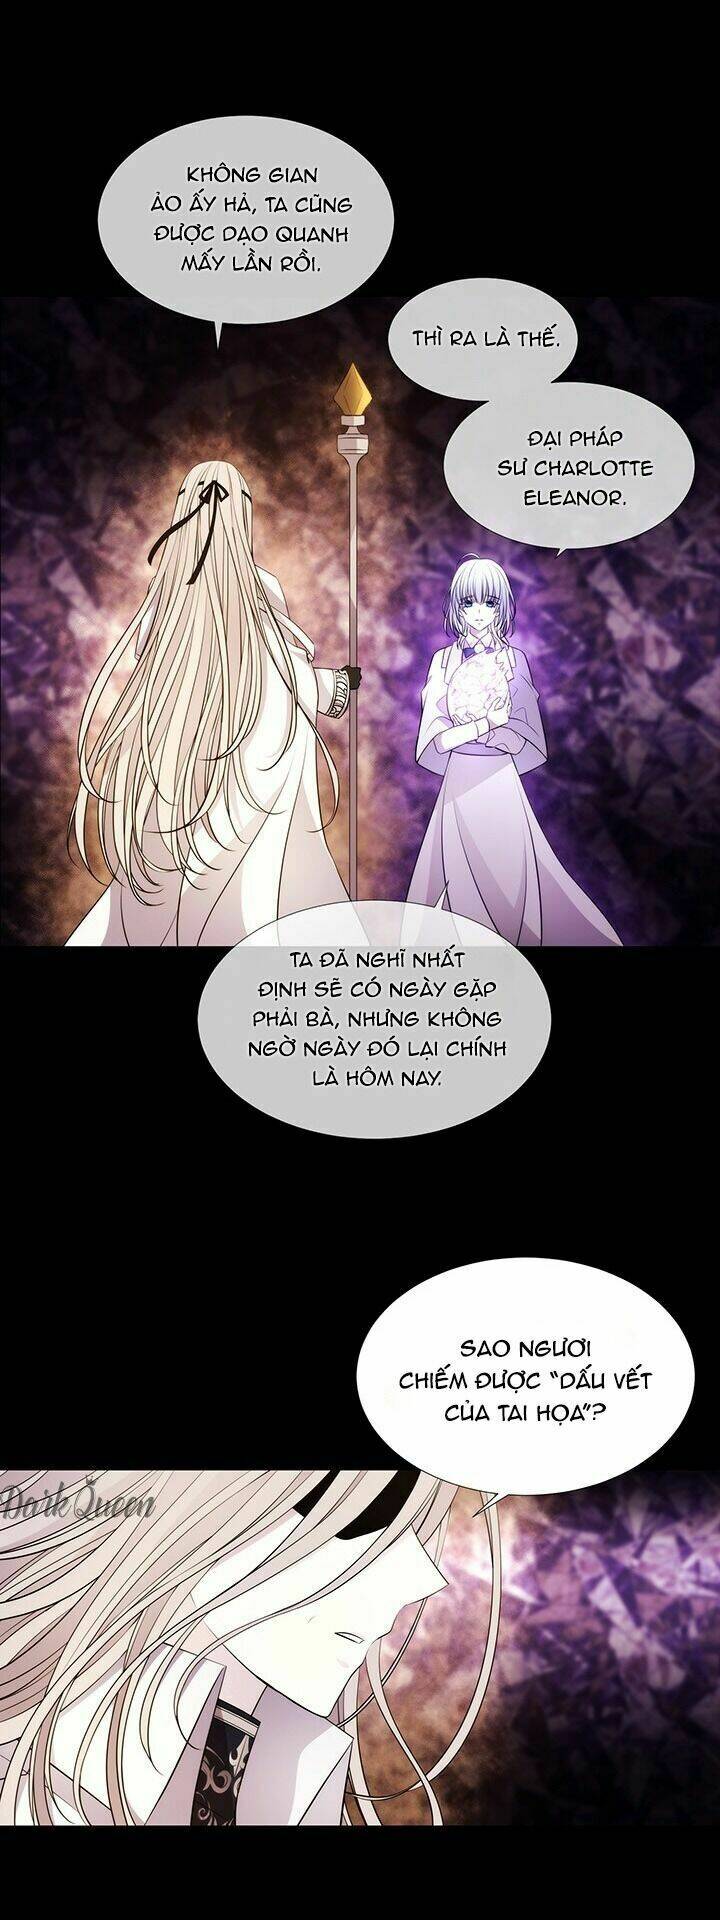 KHÔNG GIAN
ẢO ẤY HẢ, TA CŨNG
ĐƯỢC DẠO QUANH
MẤY LẦN RỒI.
THÌ RA LÀ THẾ.
ĐẠI PHÁP
SƯ CHARLOTTE
ELEANOR.
TA ĐÃ NGHĨ NHẤT
ĐỊNH SẼ CÓ NGÀY GẶP
PHẢI BÀ, NHƯNG KHÔNG
NGỜ NGÀY ĐÓ LẠI CHÍNH
LÀ HÔM NAY.
SAO NGƯƠI
CHIẾM ĐƯỢC “DẤU VẾT
CỦA TAI HỌA”?
DarkQueen